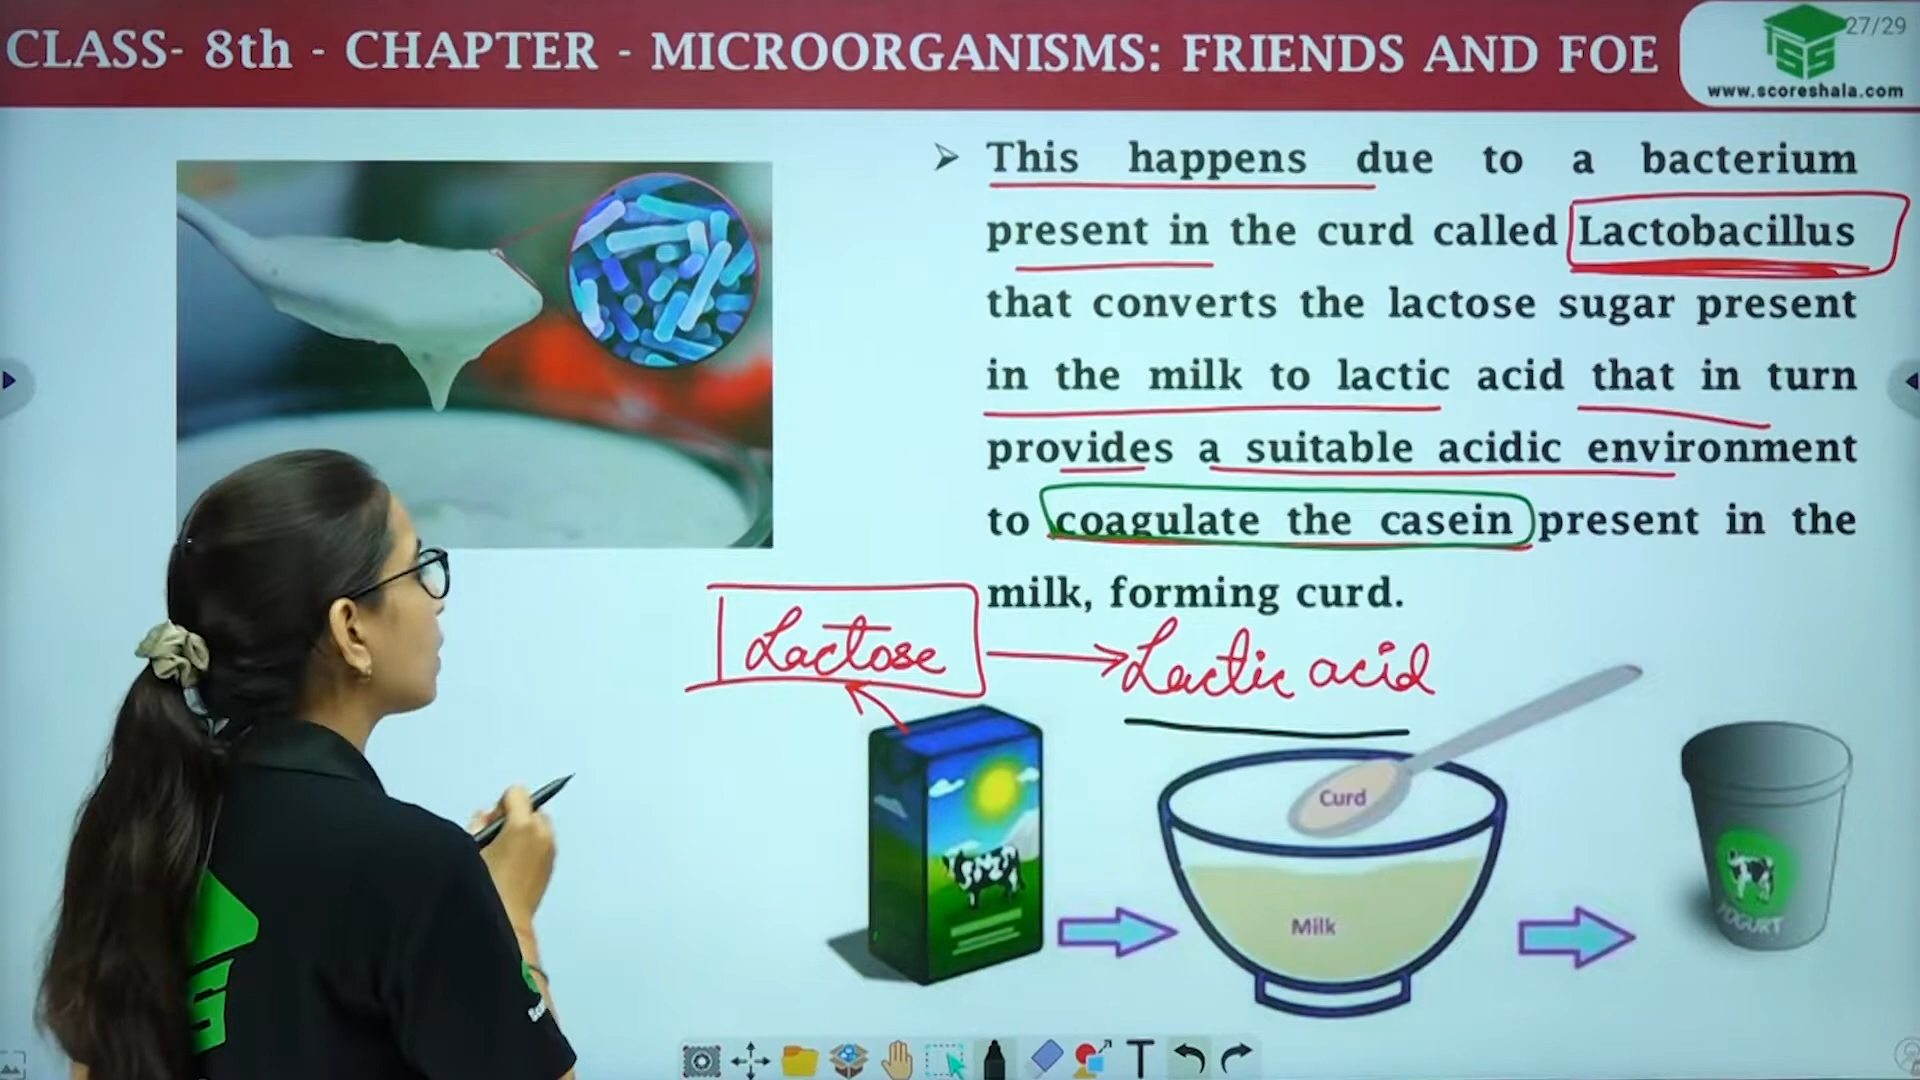 CLASS- 8th - CHAPTER - MICROORGANISMS: FRIENDS AND FOE
27/29
www.scoreshala.com
➢ This happens due to a bacterium
present in the curd called Lactobacillus
that converts the lactose sugar present
in the milk to lactic acid that in turn
provides a suitable acidic environment
to coagulate the casein present in the
milk, forming curd.
Lactose
Lactic acid
Curd
Milk
YOGURT
T